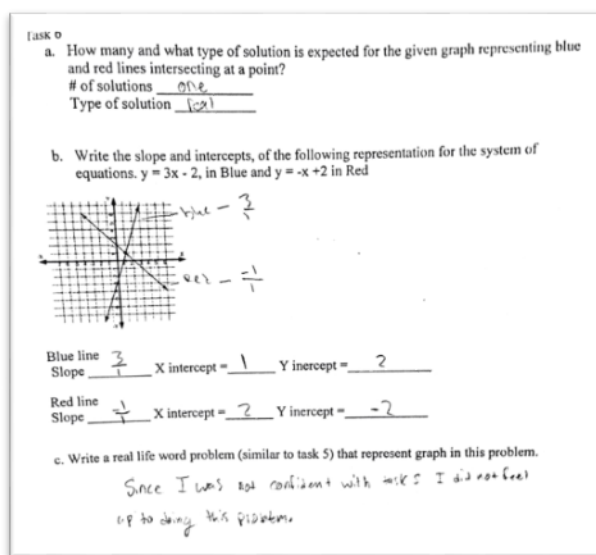 Task 6
a. How many and what type of solution is expected for the given graph representing blue
and red lines intersecting at a point?
# of solutions one
Type of solution real
b. Write the slope and intercepts, of the following representation for the system of
equations. y = 3x - 2, in Blue and y = -x +2 in Red
blue - 3/1
red - -1/1
Blue line
Slope 3/1 X intercept = 1 Y inercept = 2
Red line
Slope -1/1 X intercept = 2 Y inercept = -2
c. Write a real life word problem (similar to task 5) that represent graph in this problem.
Since I was not confident with task 5 I did not feel
up to doing this problem.